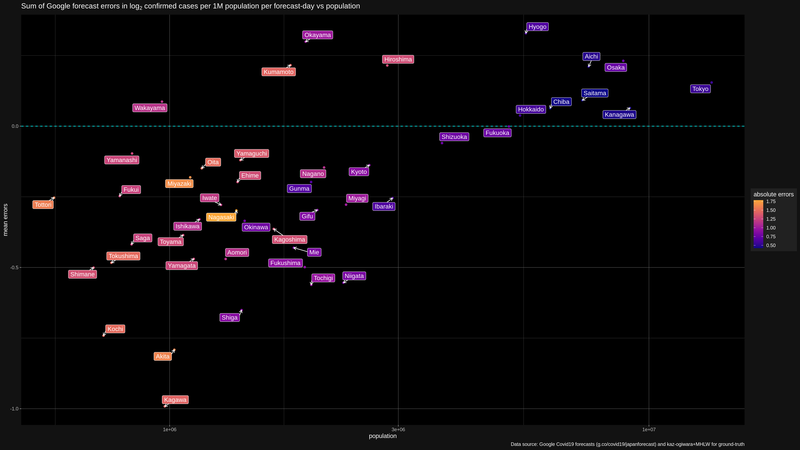 Sum of Google forecast errors in log2 confirmed cases per 1M population per forecast-day vs population
Hyogo
Okayama
Aichi
Hiroshima
Osaka
Kumamoto
Tokyo
Saitama
Chiba
Wakayama
Hokkaido
Kanagawa
0.0
Fukuoka
Shizuoka
Yamaguchi
Yamanashi
Oita
Kyoto
Nagano
Ehime
Miyazaki
Gunma
Fukui
absolute errors
Iwate
Miyagi
1.75
Tottori
Ibaraki
1.50
Nagasaki
Gifu
1.25
Ishikawa
Okinawa
1.00
mean errors
0.75
Saga
Toyama
Kagoshima
0.50
Tokushima
Aomori
Mie
Yamagata
Fukushima
-0.5
Shimane
Tochigi
Niigata
Shiga
Kochi
Akita
Kagawa
-1.0
1e+06
3e+06
1e+07
population
Data source: Google Covid19 forecasts (g.co/covid19/japanforecast) and kaz-ogiwara+MHLW for ground-truth